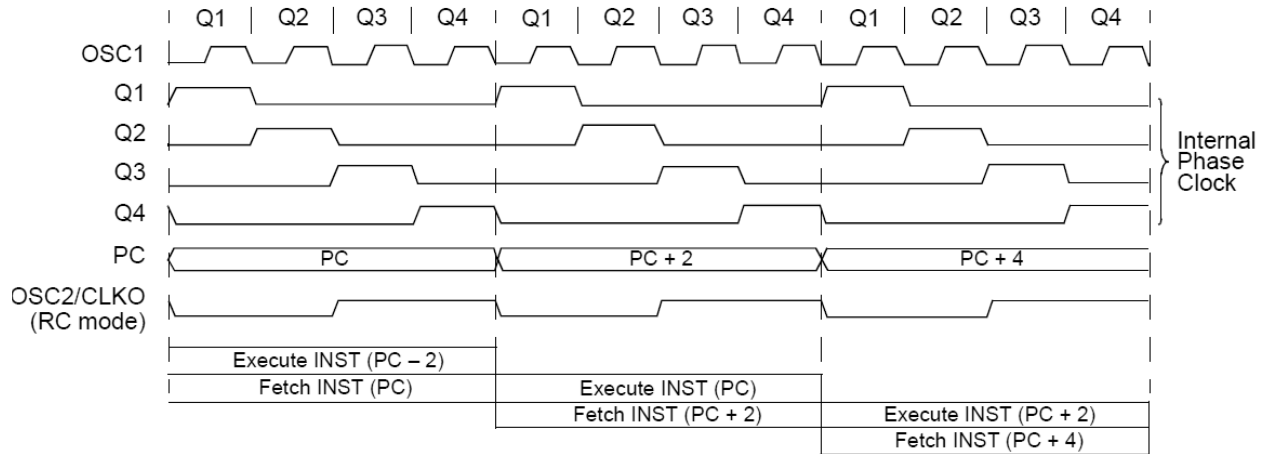 Q1 | Q2 | Q3 | Q4 | Q1 | Q2 | Q3 | Q4 | Q1 | Q2 | Q3 | Q4
OSC1
Q1
Q2
Q3
Q4
Internal
Phase
Clock
PC PC PC + 2 PC + 4
OSC2/CLKO
(RC mode)
Execute INST (PC – 2)
Fetch INST (PC) Execute INST (PC)
Fetch INST (PC + 2) Execute INST (PC + 2)
Fetch INST (PC + 4)